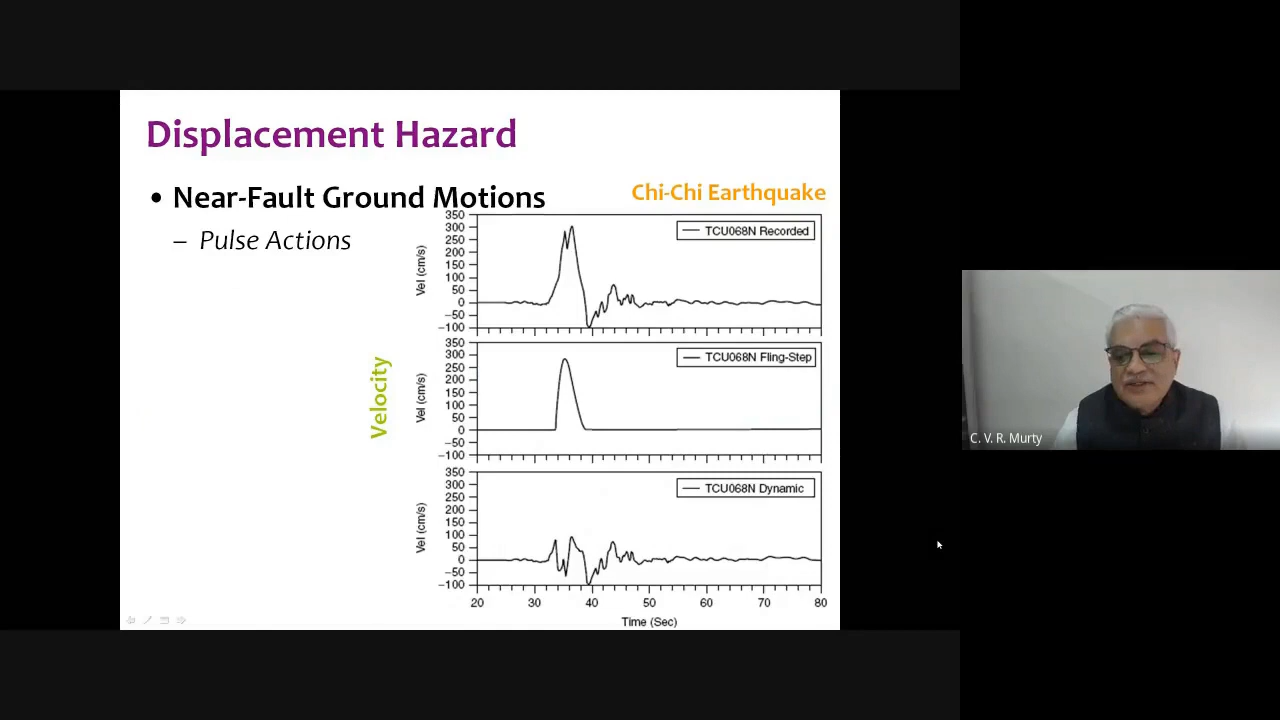 Displacement Hazard
• Near-Fault Ground Motions
– Pulse Actions
Chi-Chi Earthquake
Velocity
350
300
250
200
150
100
50
0
−50
−100
Vel (cm/s)
TCU068N Recorded
350
300
250
200
150
100
50
0
−50
−100
Vel (cm/s)
TCU068N Fling-Step
350
300
250
200
150
100
50
0
−50
−100
Vel (cm/s)
TCU068N Dynamic
20 30 40 50 60 70 80
Time (Sec)
C. V. R. Murty